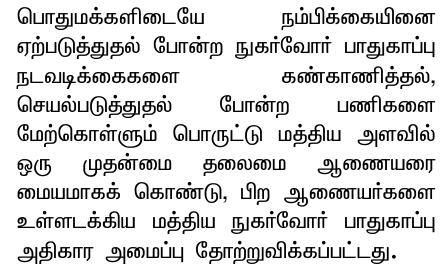 பொதுமக்களிடையே நம்பிக்கையினை
ஏற்படுத்துதல் போன்ற நுகர்வோர் பாதுகாப்பு
நடவடிக்கைகளை கண்காணித்தல்,
செயல்படுத்துதல் போன்ற பணிகளை
மேற்கொள்ளும் பொருட்டு மத்திய அளவில்
ஒரு முதன்மை தலைமை ஆணையரை
மையமாகக் கொண்டு, பிற ஆணையர்களை
உள்ளடக்கிய மத்திய நுகர்வோர் பாதுகாப்பு
அதிகார அமைப்பு தோற்றுவிக்கப்பட்டது.